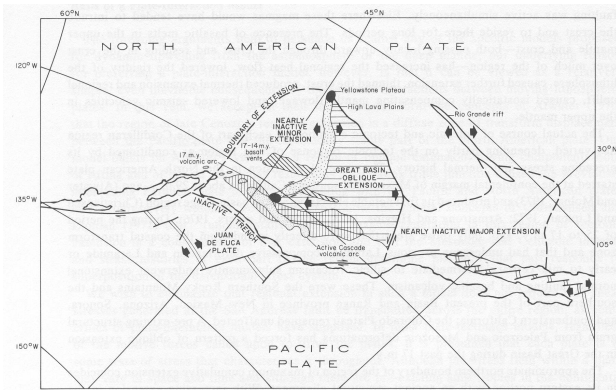 60°N
45°N
NORTH AMERICAN PLATE
120°W
Yellowstone Plateau
High Lava Plains
Rio Grande rift
BOUNDARY OF EXTENSION
NEARLY
INACTIVE
MINOR
EXTENSION
17-14 m.y.
basalt
vents
17 m.y.
volcanic arc
GREAT BASIN,
OBLIQUE
EXTENSION
30°N
135°W
INACTIVE TRENCH
JUAN
DE FUCA
PLATE
Active Cascade
volcanic arc
NEARLY INACTIVE MAJOR EXTENSION
105°W
150°W
PACIFIC
PLATE
15°N